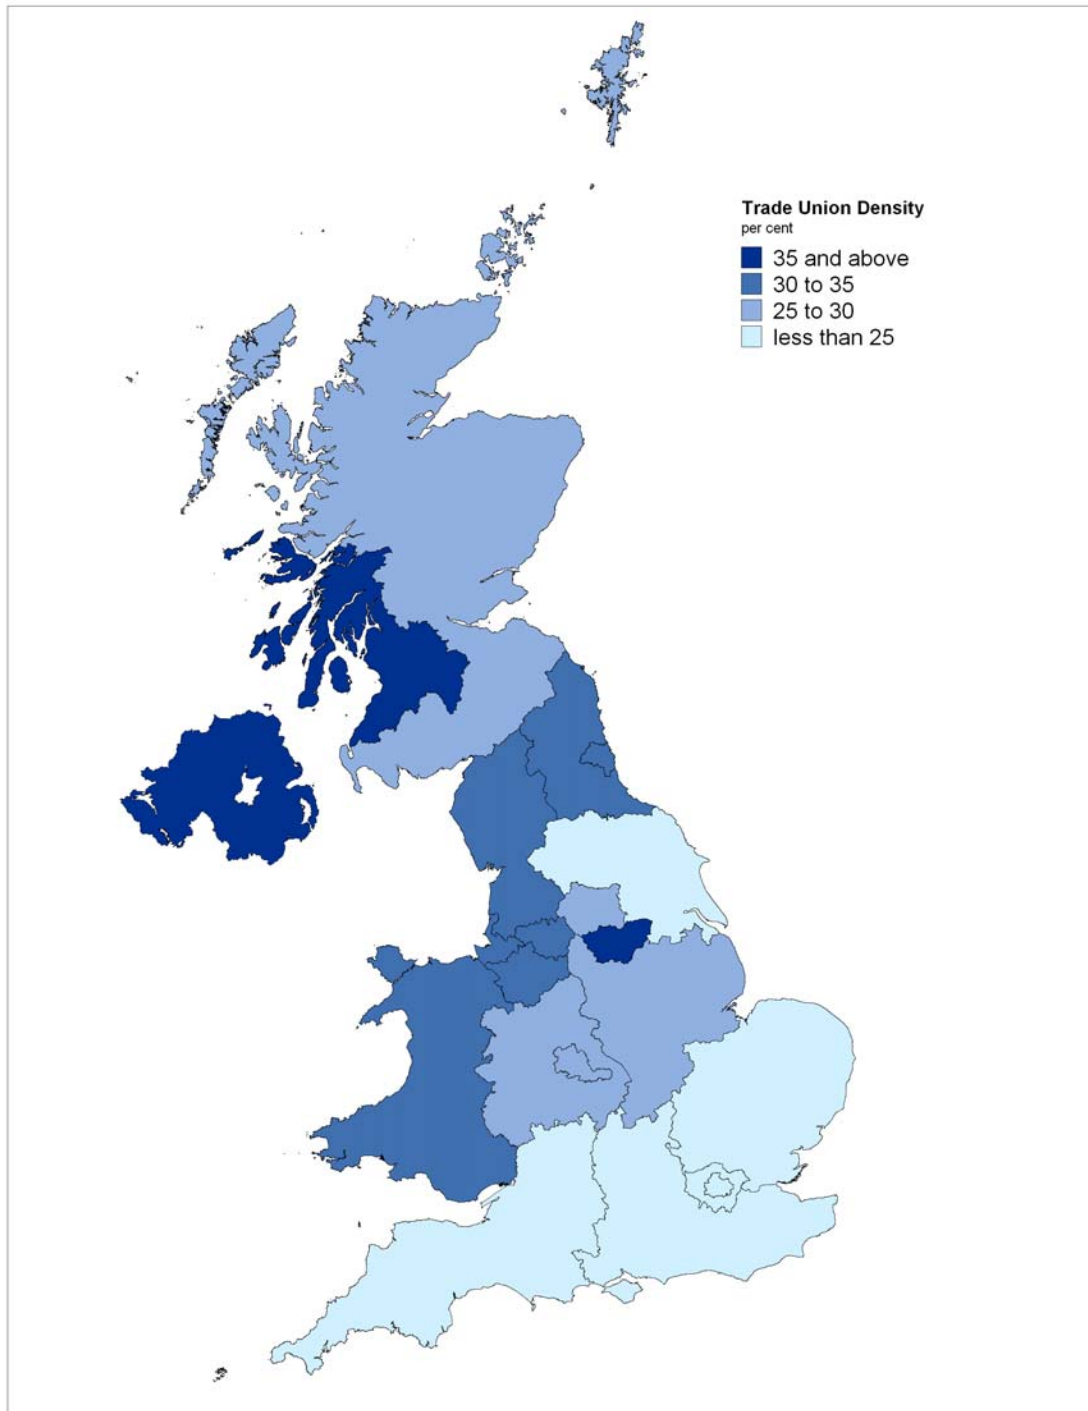 Trade Union Density
per cent
35 and above
30 to 35
25 to 30
less than 25